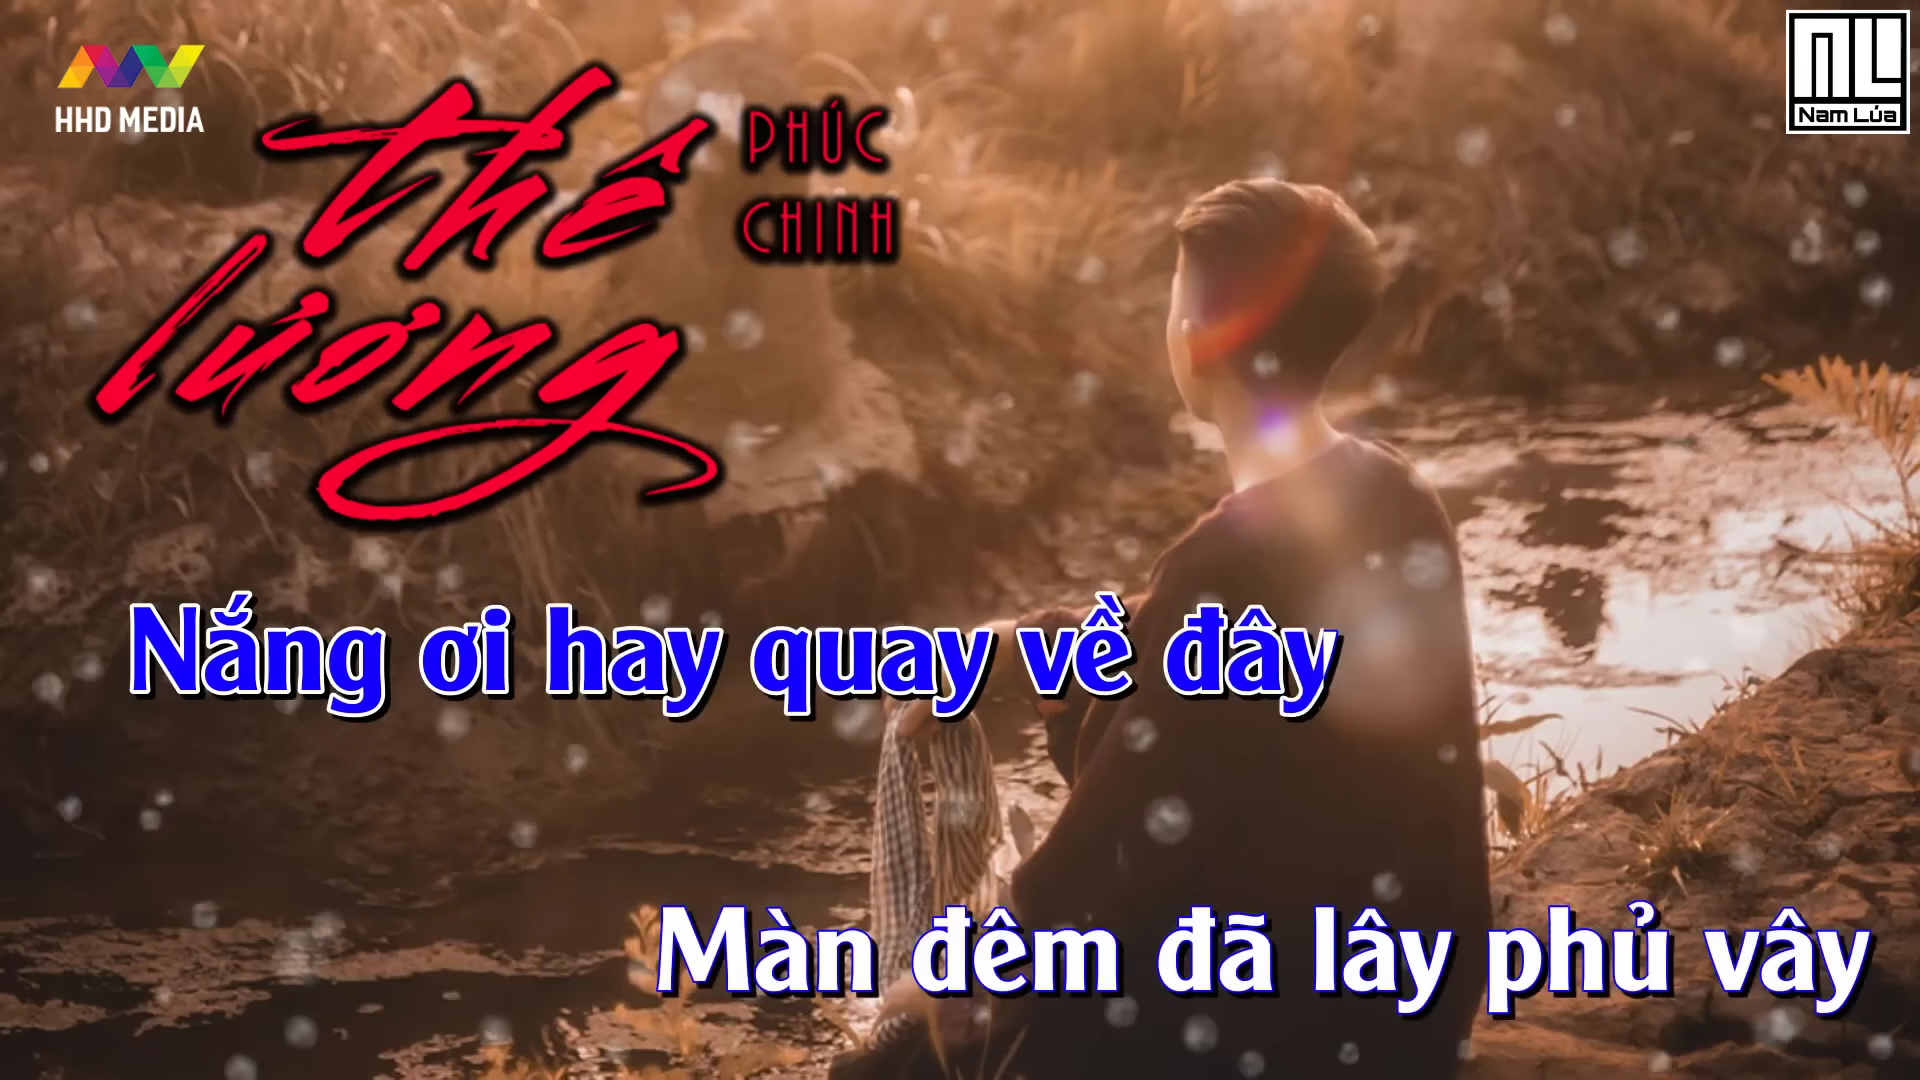 HHD MEDIA
thê
lương
PHÚC
CHINH
Nam Lúa
Nắng ơi hay quay về đây
Màn đêm đã lây phủ vây